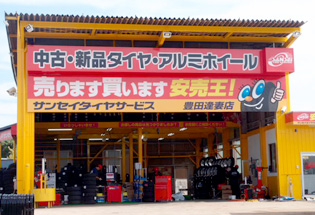 中古・新品タイヤ・アルミホイール
売ります買います安売王!
サンセイタイヤサービス 豊田逢妻店